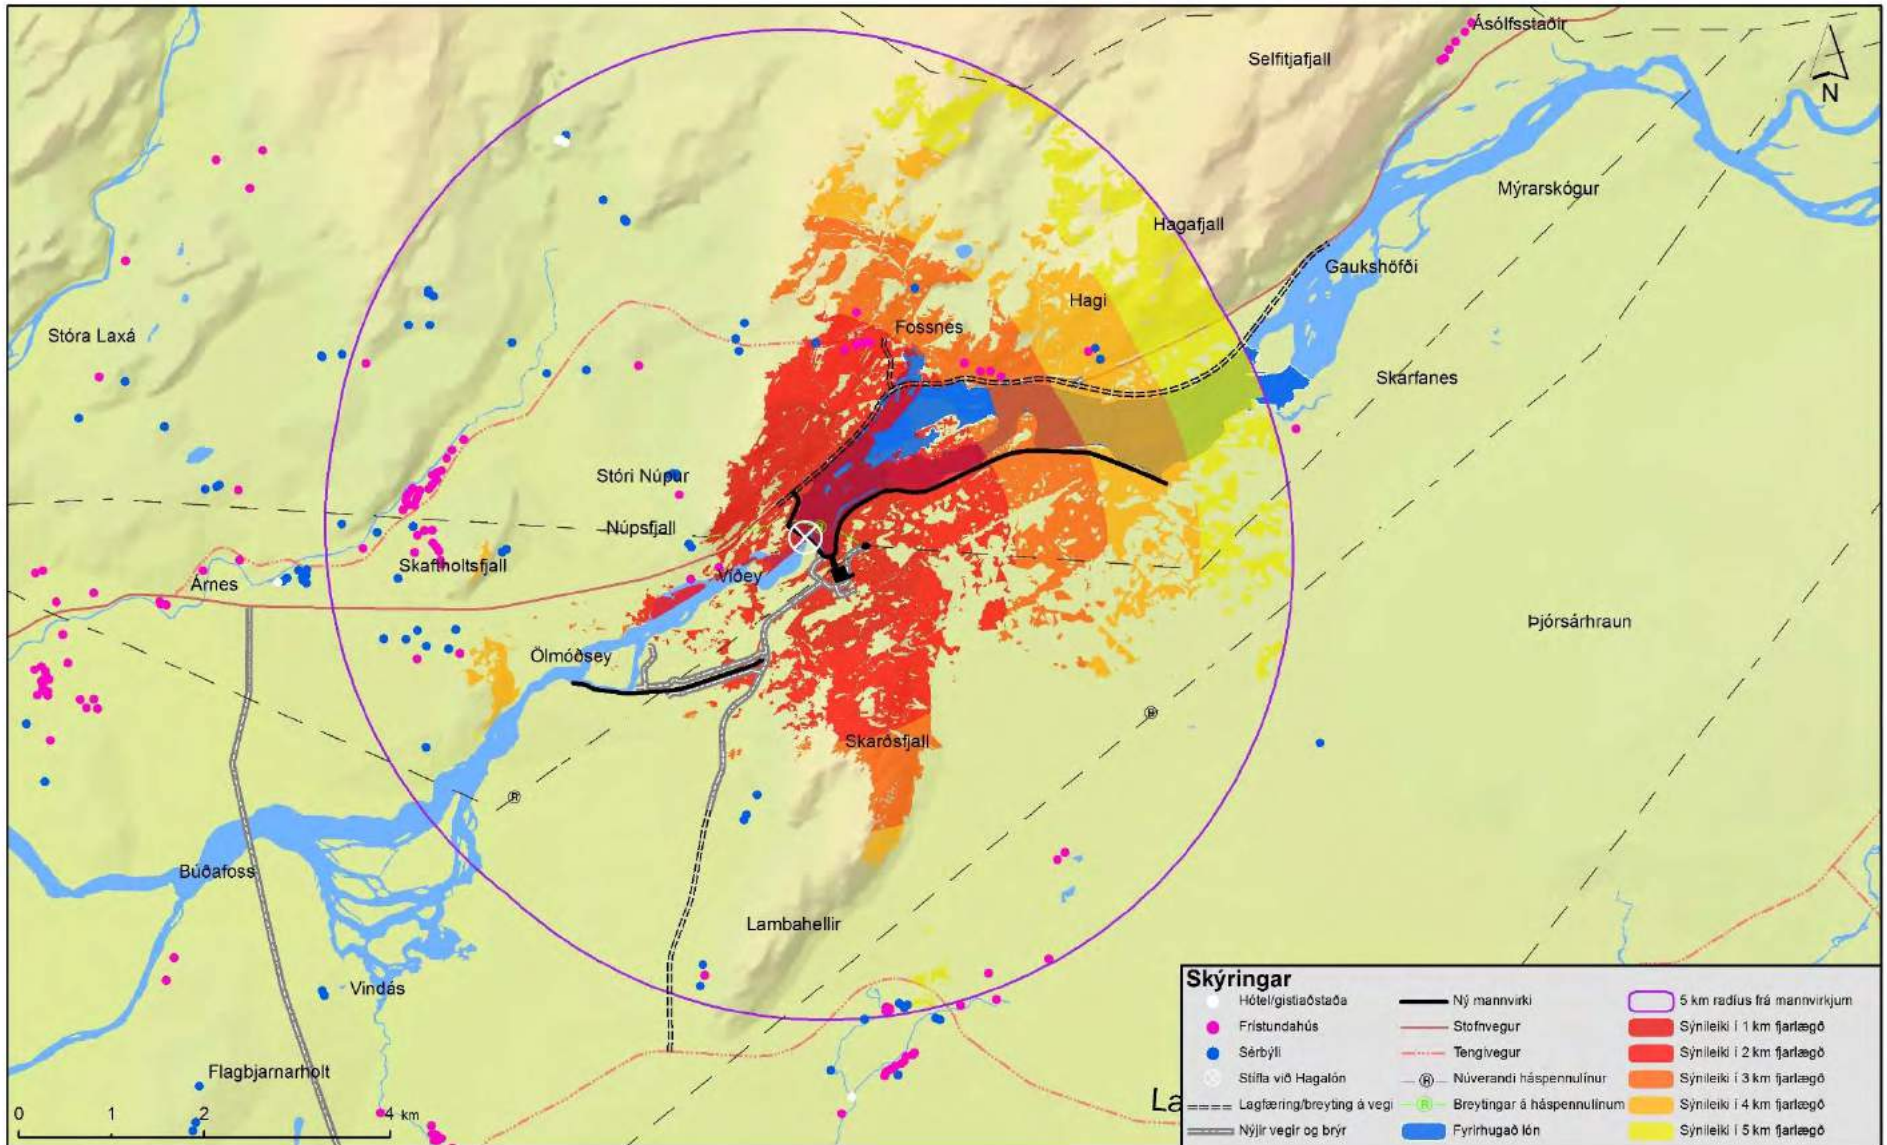 Ásólfsstaðir
Selfitjafjall
N
Mýrarskógur
Hagafjall
Gaukshöfði
Hagi
Stóra Laxá
Fossnes
Skarfanes
Stóri Núpur
Núpsfjall
Skaftholtsfjall
Árnes
Viðey
Þjórsárhraun
Ölmóðsey
R
Skarðsfjall
R
Búðafoss
Lambahellir
Vindás
Flagbjarnarholt
La
0 1 2 4 km
Skýringar
Hótel/gistiaðstaða
Frístundahús
Sérbýli
Stífla við Hagalón
Lagfæring/breyting á vegi
Nýjir vegir og brýr
Ný mannvirki
Stofnvegur
Tengivegur
R Núverandi háspennulínur
R Breytingar á háspennulínum
Fyrirhugað lón
5 km radíus frá mannvirkjum
Sýnileiki í 1 km fjarlægð
Sýnileiki í 2 km fjarlægð
Sýnileiki í 3 km fjarlægð
Sýnileiki í 4 km fjarlægð
Sýnileiki í 5 km fjarlægð